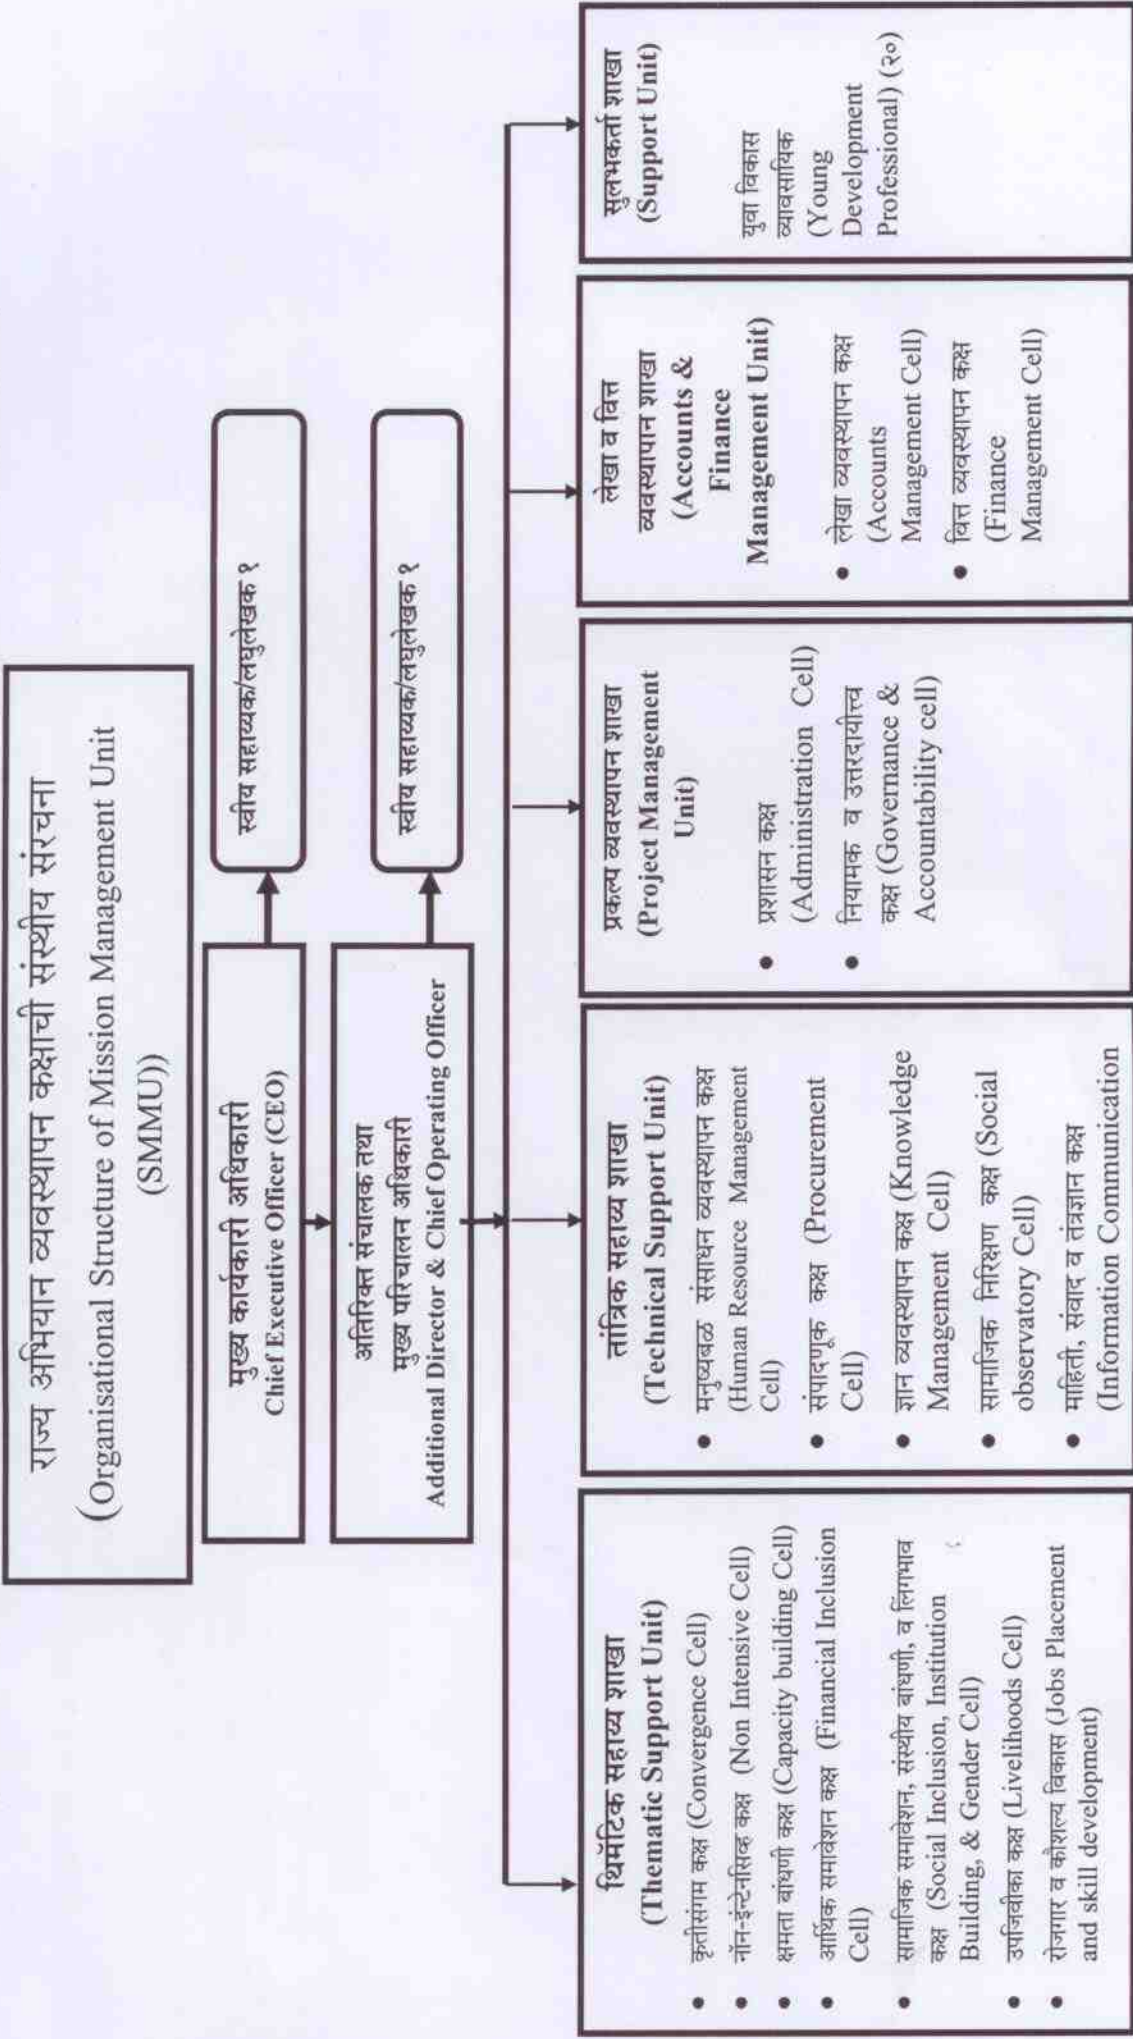 राज्य अभियान व्यवस्थापन कक्षाची संस्थीय संरचना
(Organisational Structure of Mission Management Unit
(SMMU))
मुख्य कार्यकारी अधिकारी
Chief Executive Officer (CEO)
स्वीय सहाय्यक/लघुलेखक १
अतिरिक्त संचालक तथा
मुख्य परिचालन अधिकारी
Additional Director & Chief Operating Officer
स्वीय सहाय्यक/लघुलेखक १
थिमॅटिक सहाय्य शाखा
(Thematic Support Unit)
● कृतीसंगम कक्ष (Convergence Cell)
● नॉन-इन्टेनसिव्ह कक्ष (Non Intensive Cell)
● क्षमता बांधणी कक्ष (Capacity building Cell)
● आर्थिक समावेशन कक्ष (Financial Inclusion
Cell)
● सामाजिक समावेशन, संस्थीय बांधणी, व लिंगभाव
कक्ष (Social Inclusion, Institution
Building, & Gender Cell)
● उपजिवीका कक्ष (Livelihoods Cell)
● रोजगार व कौशल्य विकास (Jobs Placement
and skill development)
तांत्रिक सहाय्य शाखा
(Technical Support Unit)
● मनुष्यबळ संसाधन व्यवस्थापन कक्ष
(Human Resource Management
Cell)
● संपादणूक कक्ष (Procurement
Cell)
● ज्ञान व्यवस्थापन कक्ष (Knowledge
Management Cell)
● सामाजिक निरिक्षण कक्ष (Social
observatory Cell)
● माहिती, संवाद व तंत्रज्ञान कक्ष
(Information Communication
प्रकल्प व्यवस्थापन शाखा
(Project Management
Unit)
● प्रशासन कक्ष
(Administration Cell)
● नियामक व उत्तरदायीत्त्व
कक्ष (Governance &
Accountability cell)
लेखा व वित्त
व्यवस्थापान शाखा
(Accounts &
Finance
Management Unit)
● लेखा व्यवस्थापन कक्ष
(Accounts
Management Cell)
● वित्त व्यवस्थापन कक्ष
(Finance
Management Cell)
सुलभकर्ता शाखा
(Support Unit)
युवा विकास
व्यावसायिक
(Young
Development
Professional) (२०)